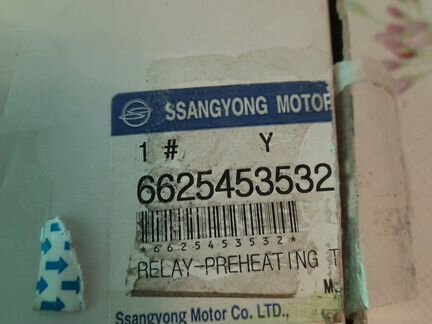 SSANGYONG MOTOR
1 # Y
6625453532
*6625453532*
RELAY-PREHEATING T
Ssangyong Motor Co. LTD.,